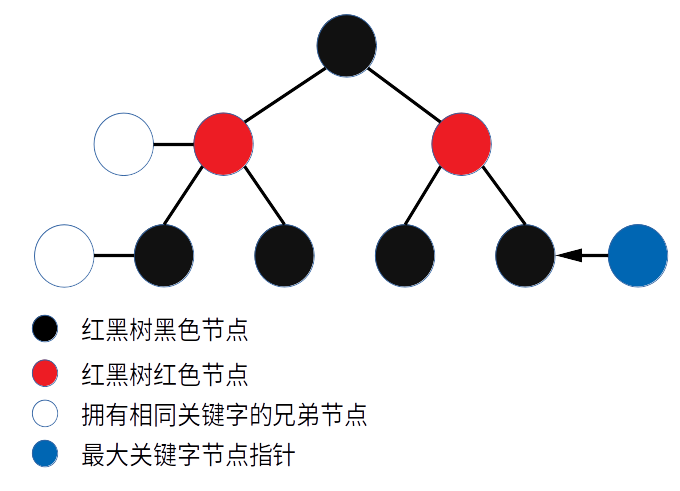 红黑树黑色节点
红黑树红色节点
拥有相同关键字的兄弟节点
最大关键字节点指针